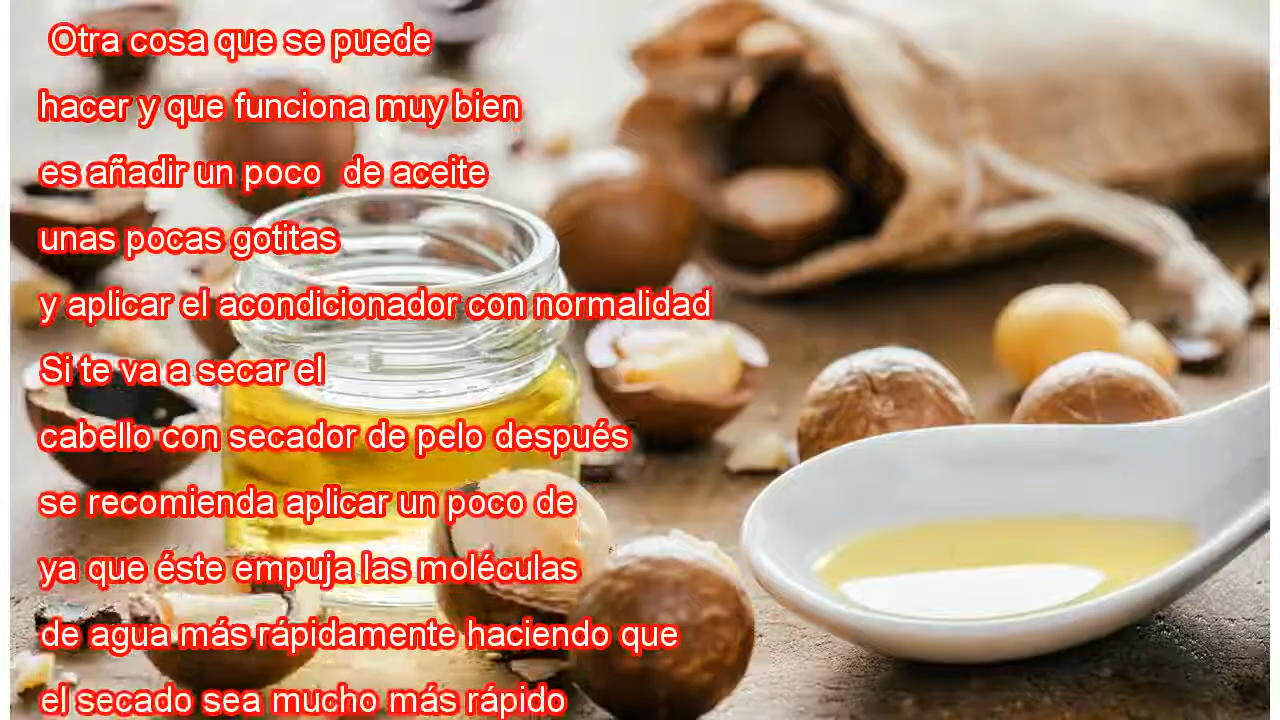 Otra cosa que se puede
hacer y que funciona muy bien
es añadir un poco  de aceite
unas pocas gotitas
y aplicar el acondicionador con normalidad
Si te va a secar el
cabello con secador de pelo después
se recomienda aplicar un poco de
ya que éste empuja las moléculas
de agua más rápidamente haciendo que
el secado sea mucho más rápido